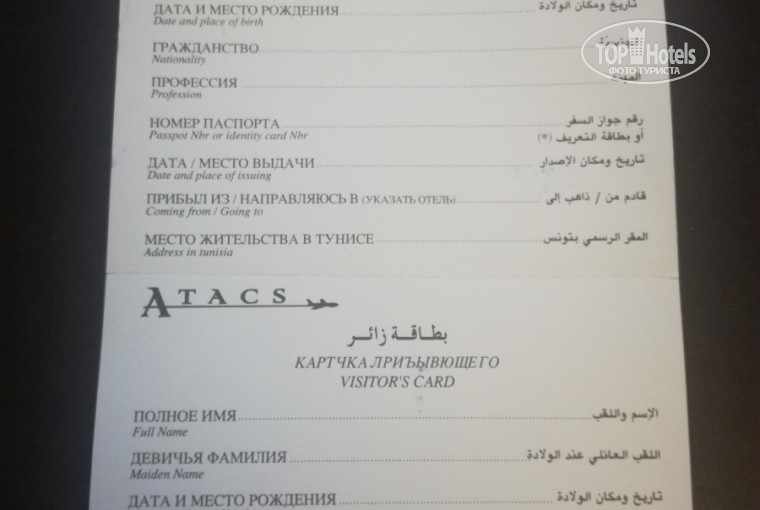 ДАТА И МЕСТО РОЖДЕНИЯ تاريخ ومكان الولادة
Date and place of birth
ГРАЖДАНСТВО
Nationality
TOP Hotels
ФОТО ТУРИСТА
ПРОФЕССИЯ
Profession
НОМЕР ПАСПОРТА رقم جواز السفر
Passpot Nbr or identity card Nbr أو بطاقة التعريف (*)
ДАТА / МЕСТО ВЫДАЧИ تاريخ ومكان الإصدار
Date and place of issuing
ПРИБЫЛ ИЗ / НАПРАВЛЯЮСЬ В (УКАЗАТЬ ОТЕЛЬ) قادم من / ذاهب إلى
Coming from / Going to
МЕСТО ЖИТЕЛЬСТВА В ТУНИСЕ المقر الرسمي بتونس
Address in tunisia
ATACS
بطاقة زائر
КАРТЧКА ЛРИЪЫВЮЩЕГО
VISITOR'S CARD
ПОЛНОЕ ИМЯ الإسم واللقب
Full Name
ДЕВИЧЬЯ ФАМИЛИЯ اللقب العائلي عند الولادة
Maiden Name
ДАТА И МЕСТО РОЖДЕНИЯ تاريخ ومكان الولادة